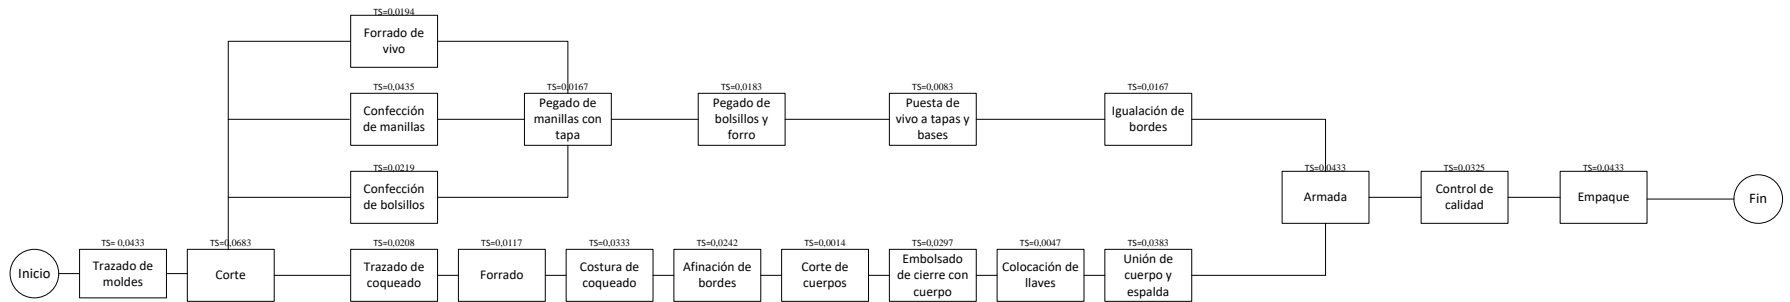 TS=0,0194
Forrado de
vivo
TS=0,0435
Confección
de manillas
TS=0,0219
Confección
de bolsillos
TS=0,0167
Pegado de
manillas con
tapa
TS=0,0183
Pegado de
bolsillos y
forro
TS=0,0083
Puesta de
vivo a tapas y
bases
TS=0,0167
Igualación de
bordes
Inicio
TS= 0,0433
Trazado de
moldes
TS=0,0683
Corte
TS=0,0208
Trazado de
coqueado
TS=0,0117
Forrado
TS=0,0333
Costura de
coqueado
TS=0,0242
Afinación de
bordes
TS=0,0014
Corte de
cuerpos
TS=0,0297
Embolsado
de cierre con
cuerpo
TS=0,0047
Colocación de
llaves
TS=0,0383
Unión de
cuerpo y
espalda
TS=0,0433
Armada
TS=0,0325
Control de
calidad
TS=0,0433
Empaque
Fin